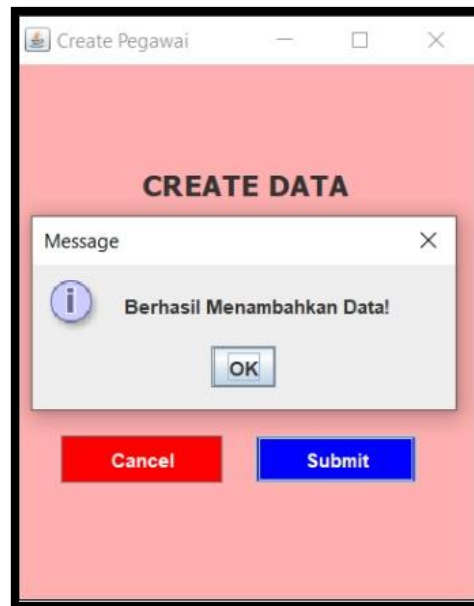 Create Pegawai
CREATE DATA
Message
Berhasil Menambahkan Data!
OK
Cancel Submit